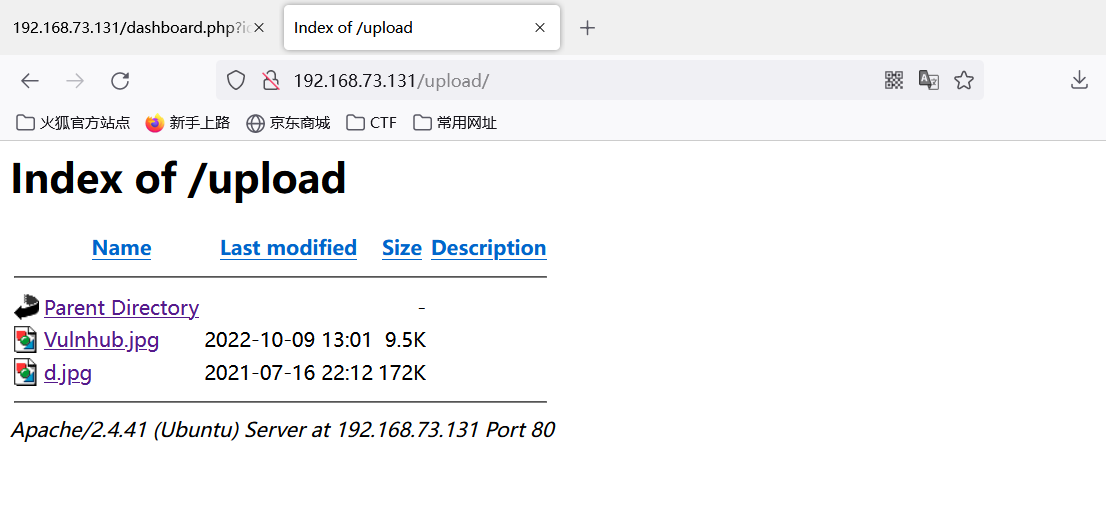 192.168.73.131/dashboard.php?id
Index of /upload
192.168.73.131/upload/
火狐官方站点 新手上路 京东商城 CTF 常用网址
Index of /upload
Name Last modified Size Description
Parent Directory -
Vulnhub.jpg 2022-10-09 13:01 9.5K
d.jpg 2021-07-16 22:12 172K
Apache/2.4.41 (Ubuntu) Server at 192.168.73.131 Port 80